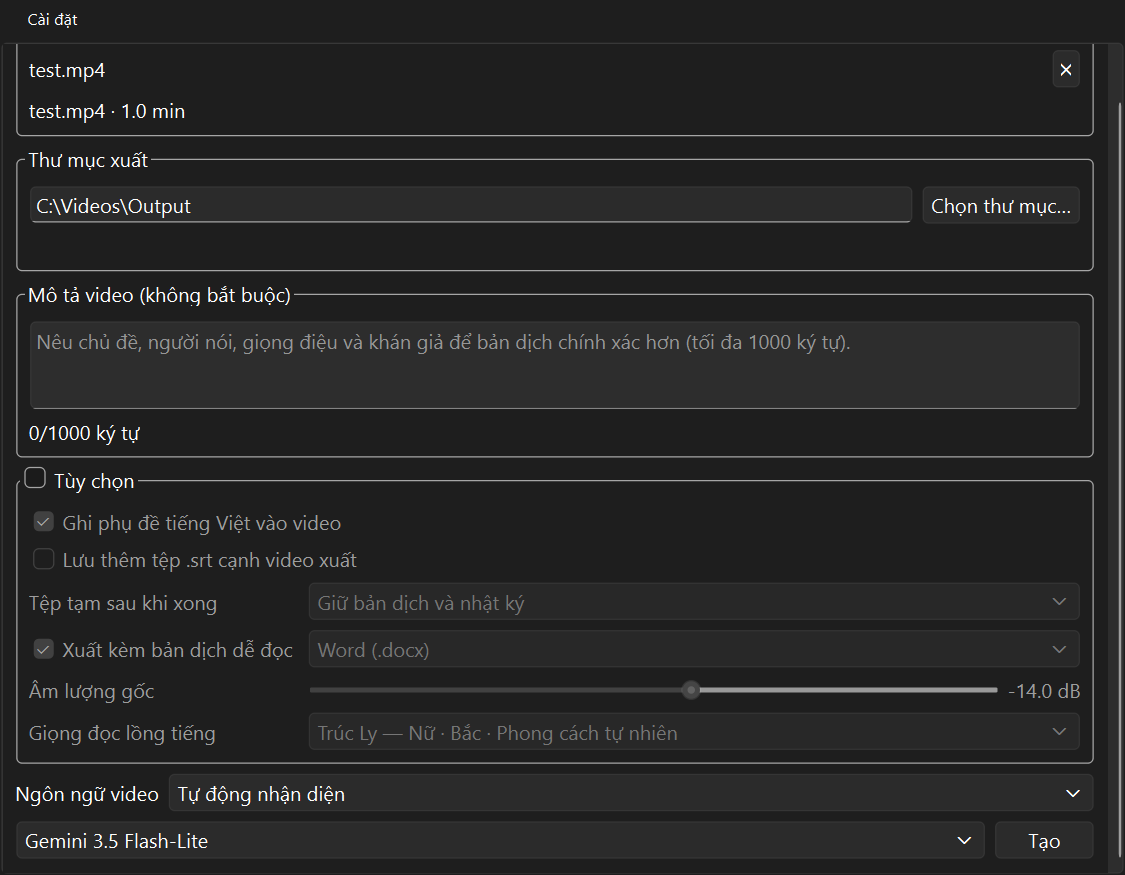 Cài đặt
test.mp4
×
test.mp4 · 1.0 min
Thư mục xuất
C:\Videos\Output
Chọn thư mục...
Mô tả video (không bắt buộc)
Nêu chủ đề, người nói, giọng điệu và khán giả để bản dịch chính xác hơn (tối đa 1000 ký tự).
0/1000 ký tự
Tùy chọn
Ghi phụ đề tiếng Việt vào video
Lưu thêm tệp .srt cạnh video xuất
Tệp tạm sau khi xong
Giữ bản dịch và nhật ký
Xuất kèm bản dịch dễ đọc
Word (.docx)
Âm lượng gốc
-14.0 dB
Giọng đọc lồng tiếng
Trúc Ly — Nữ · Bắc · Phong cách tự nhiên
Ngôn ngữ video
Tự động nhận diện
Gemini 3.5 Flash-Lite
Tạo